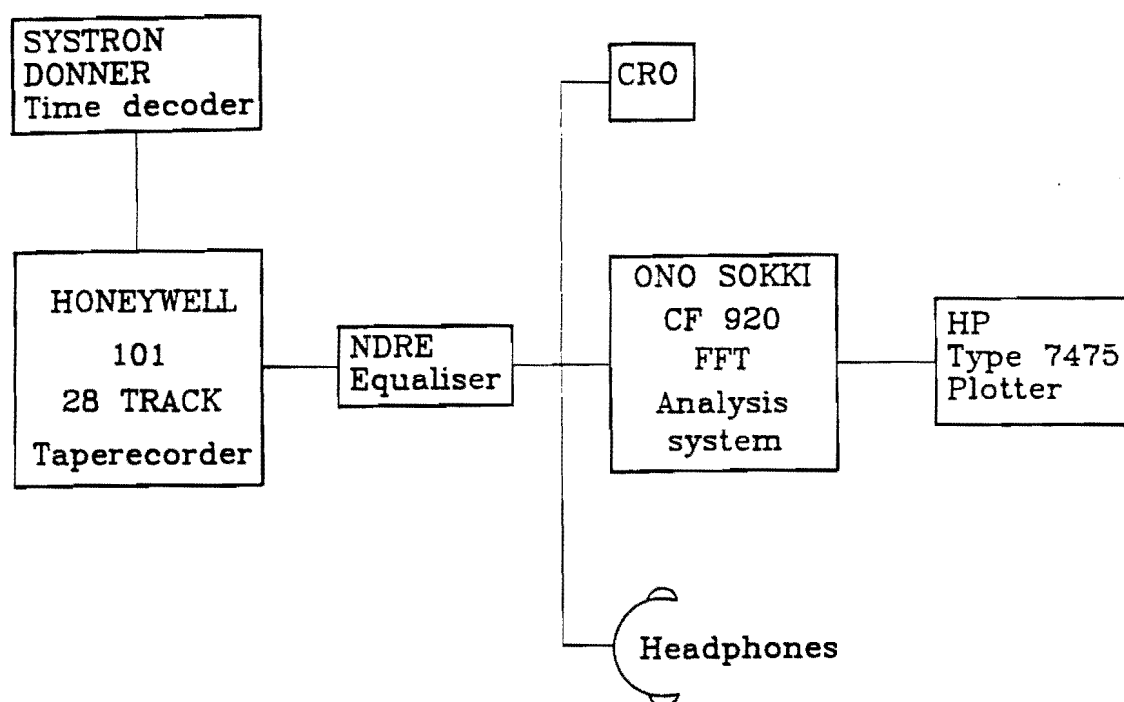 SYSTRON
DONNER
Time decoder
CRO
HONEYWELL
101
28 TRACK
Taperecorder
NDRE
Equaliser
ONO SOKKI
CF 920
FFT
Analysis
system
HP
Type 7475
Plotter
Headphones